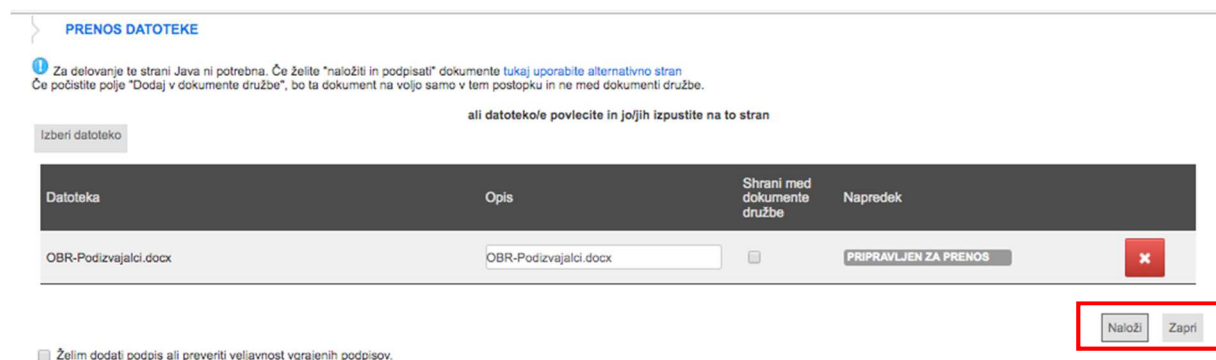 PRENOS DATOTEKE
Za delovanje te strani Java ni potrebna. Če želite "naložiti in podpisati" dokumente tukaj uporabite alternativno stran
Če počistite polje "Dodaj v dokumente družbe", bo ta dokument na voljo samo v tem postopku in ne med dokumenti družbe.
ali datoteko/e povlecite in jo/jih izpustite na to stran
Izberi datoteko
Datoteka Opis Shrani med dokumente družbe Napredek
OBR-Podizvajalci.docx OBR-Podizvajalci.docx PRIPRAVLJEN ZA PRENOS
Naloži Zapri
Želim dodati podpis ali preveriti veljavnost vgrajenih podpisov.